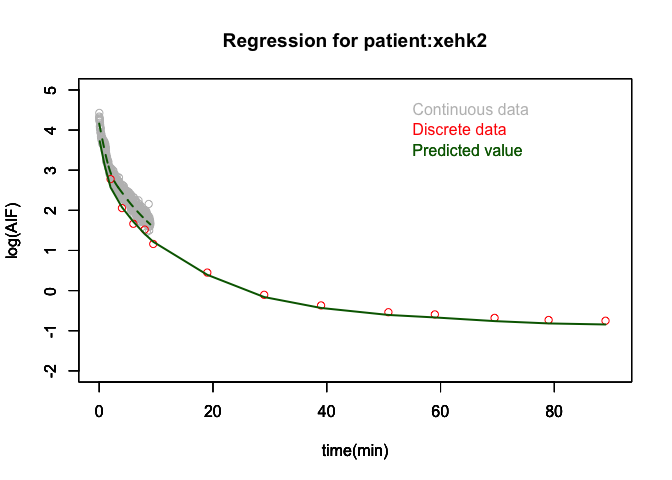 Regression for patient:xehk2
Continuous data
Discrete data
Predicted value
log(AIF)
5
4
3
2
1
0
-1
-2
0 20 40 60 80
time(min)